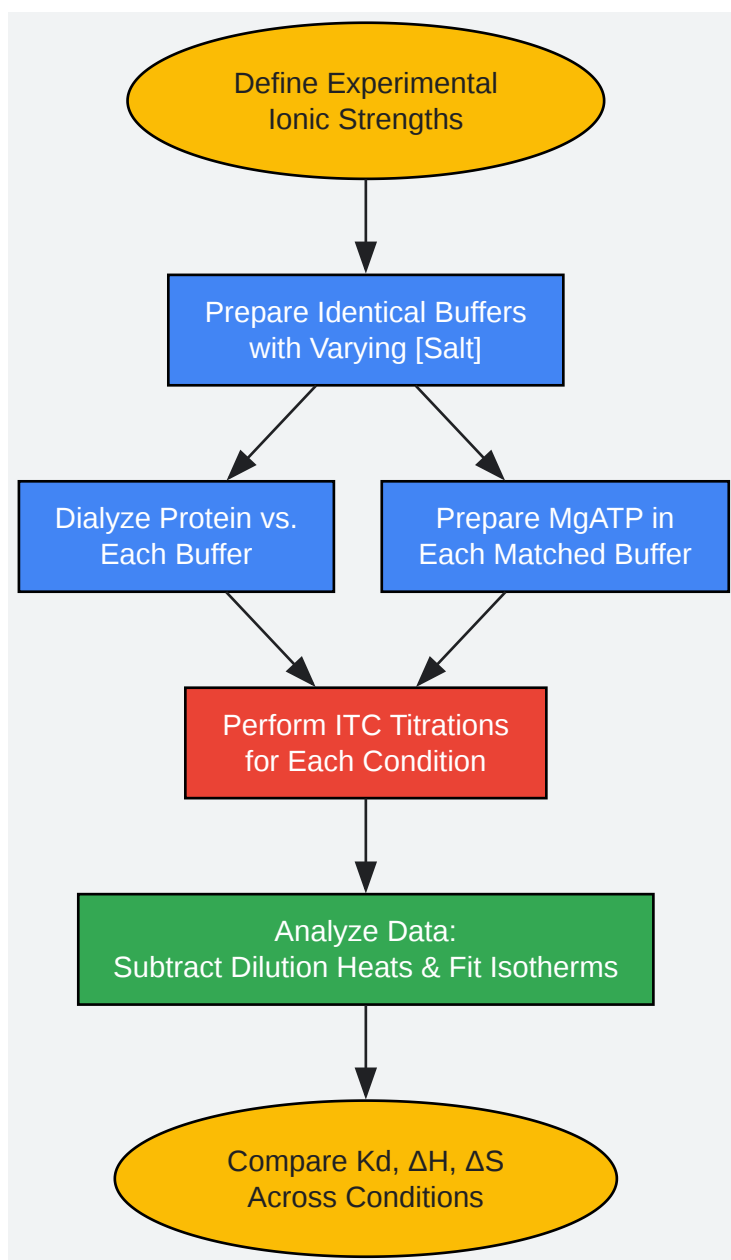 Define Experimental
Ionic Strengths
Prepare Identical Buffers
with Varying [Salt]
Dialyze Protein vs.
Each Buffer
Prepare MgATP in
Each Matched Buffer
Perform ITC Titrations
for Each Condition
Analyze Data:
Subtract Dilution Heats & Fit Isotherms
Compare Kd, ΔH, ΔS
Across Conditions